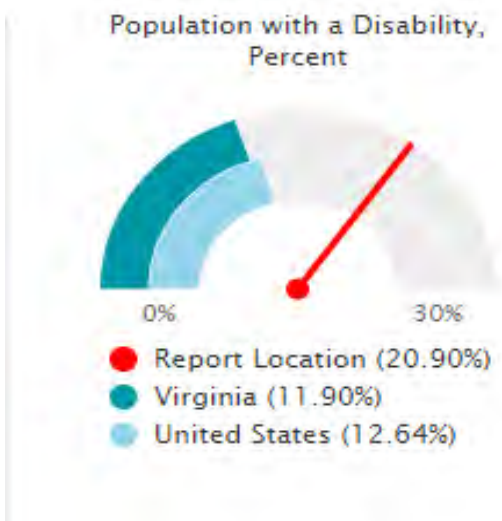 Population with a Disability,
Percent
0%
30%
Report Location (20.90%)
Virginia (11.90%)
United States (12.64%)